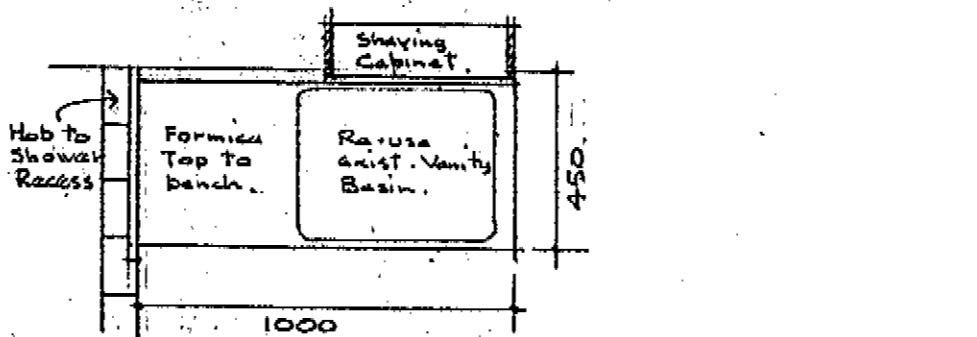 Shaving
Cabinet.
Hob to
Shower
Recess
Formica
Top to
bench.
Re-use
exist. Vanity
Basin.
450.
1000